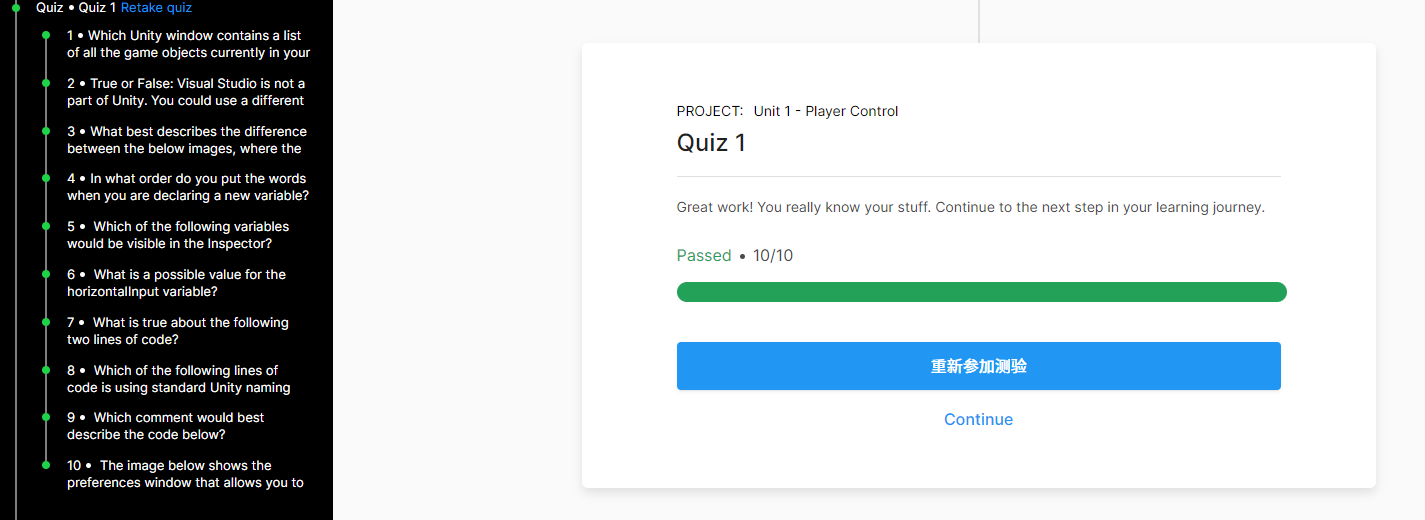 Quiz • Quiz 1 Retake quiz
1 • Which Unity window contains a list
of all the game objects currently in your
2 • True or False: Visual Studio is not a
part of Unity. You could use a different
3 • What best describes the difference
between the below images, where the
4 • In what order do you put the words
when you are declaring a new variable?
5 • Which of the following variables
would be visible in the Inspector?
6 • What is a possible value for the
horizontalInput variable?
7 • What is true about the following
two lines of code?
8 • Which of the following lines of
code is using standard Unity naming
9 • Which comment would best
describe the code below?
10 • The image below shows the
preferences window that allows you to
PROJECT: Unit 1 - Player Control
Quiz 1
Great work! You really know your stuff. Continue to the next step in your learning journey.
Passed • 10/10
重新参加测验
Continue